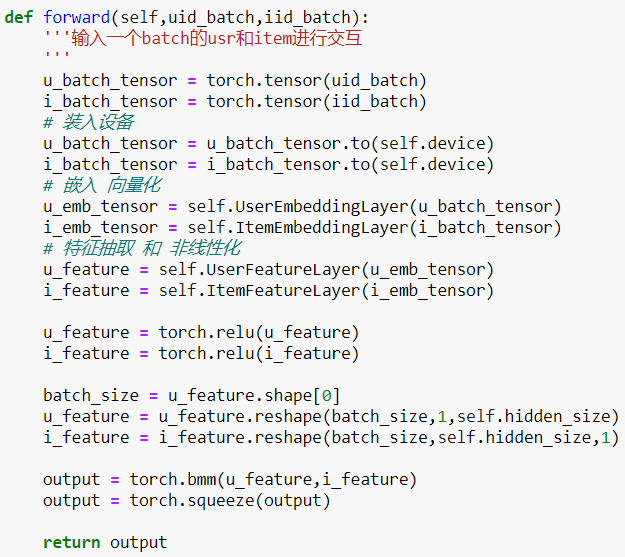 def forward(self,uid_batch,iid_batch):
    '''输入一个batch的usr和item进行交互
    '''
    u_batch_tensor = torch.tensor(uid_batch)
    i_batch_tensor = torch.tensor(iid_batch)
    # 装入设备
    u_batch_tensor = u_batch_tensor.to(self.device)
    i_batch_tensor = i_batch_tensor.to(self.device)
    # 嵌入 向量化
    u_emb_tensor = self.UserEmbeddingLayer(u_batch_tensor)
    i_emb_tensor = self.ItemEmbeddingLayer(i_batch_tensor)
    # 特征抽取 和 非线性化
    u_feature = self.UserFeatureLayer(u_emb_tensor)
    i_feature = self.ItemFeatureLayer(i_emb_tensor)

    u_feature = torch.relu(u_feature)
    i_feature = torch.relu(i_feature)

    batch_size = u_feature.shape[0]
    u_feature = u_feature.reshape(batch_size,1,self.hidden_size)
    i_feature = i_feature.reshape(batch_size,self.hidden_size,1)

    output = torch.bmm(u_feature,i_feature)
    output = torch.squeeze(output)

    return output